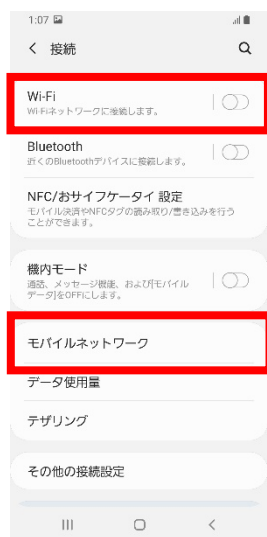 1:07
接続
Wi-Fi
Wi-Fiネットワークに接続します。
Bluetooth
近くのBluetoothデバイスに接続します。
NFC/おサイフケータイ 設定
モバイル決済やNFCタグの読み取り/書き込みを行う
ことができます。
機内モード
通話、メッセージ機能、および[モバイル
データ]をOFFにします。
モバイルネットワーク
データ使用量
テザリング
その他の接続設定